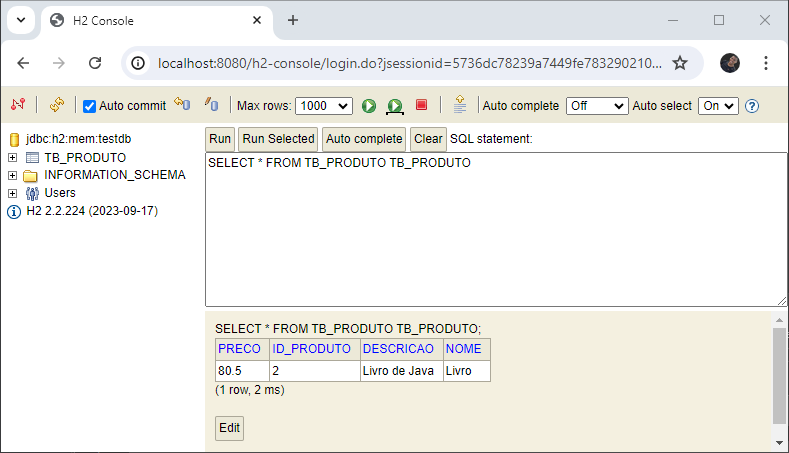 H2 Console
localhost:8080/h2-console/login.do?jsessionid=5736dc78239a7449fe783290210...
Auto commit
Max rows: 1000
Auto complete Off
Auto select On
jdbc:h2:mem:testdb
TB_PRODUTO
INFORMATION_SCHEMA
Users
H2 2.2.224 (2023-09-17)
Run Run Selected Auto complete Clear SQL statement:
SELECT * FROM TB_PRODUTO TB_PRODUTO
SELECT * FROM TB_PRODUTO TB_PRODUTO;
PRECO ID_PRODUTO DESCRICAO NOME
80.5 2 Livro de Java Livro
(1 row, 2 ms)
Edit